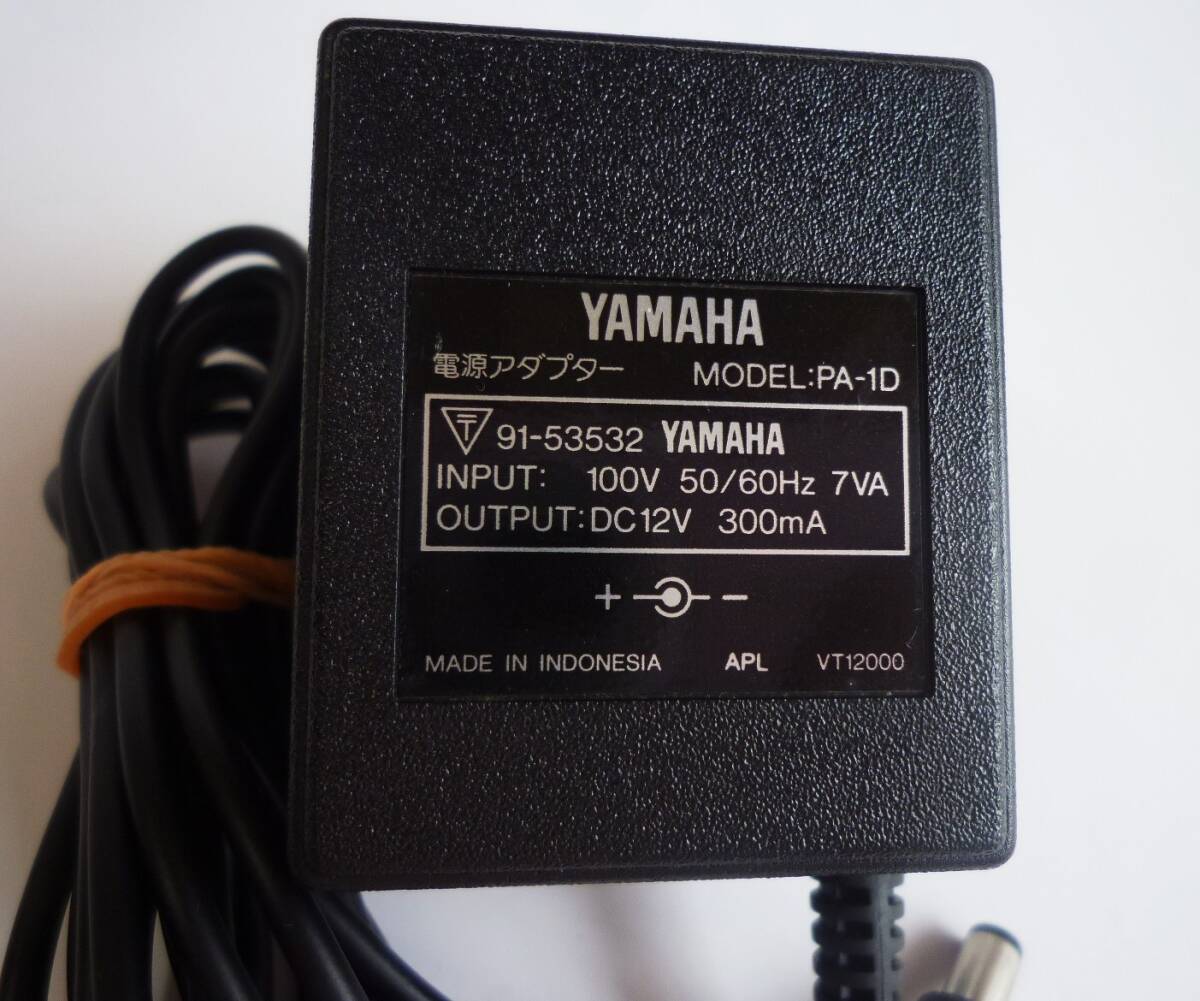 YAMAHA
電源アダプター MODEL:PA-1D
91-53532 YAMAHA
INPUT: 100V 50/60Hz 7VA
OUTPUT:DC12V 300mA
+ −
MADE IN INDONESIA APL VT12000